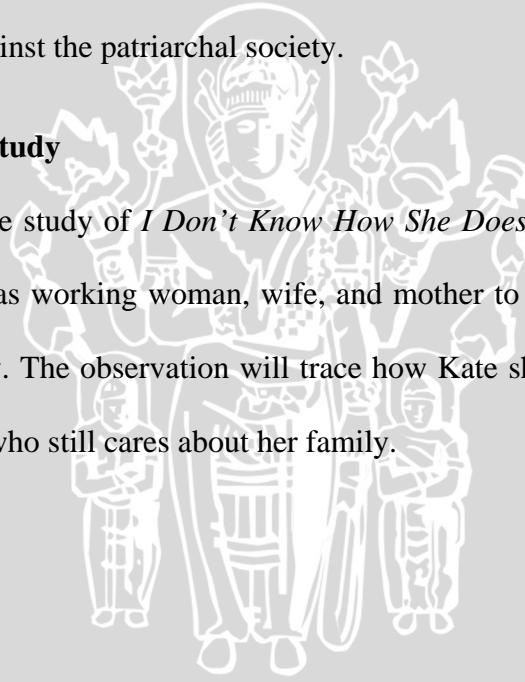 inst the patriarchal society.
tudy
e study of I Don't Know How She Does
as working woman, wife, and mother to
. The observation will trace how Kate sh
who still cares about her family.